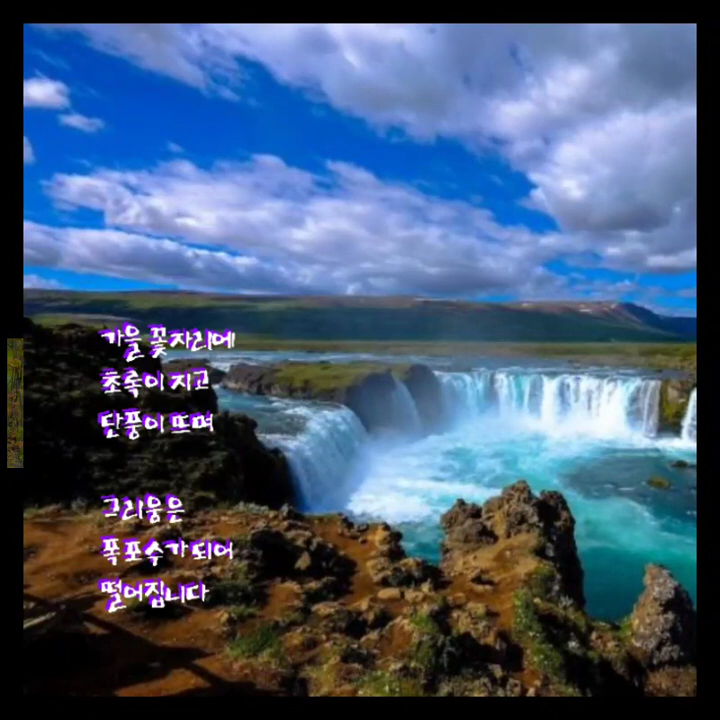 가을 꽃자리에
초록이 지고
단풍이 뜨며
그리움은
폭포수가 되어
떨어집니다